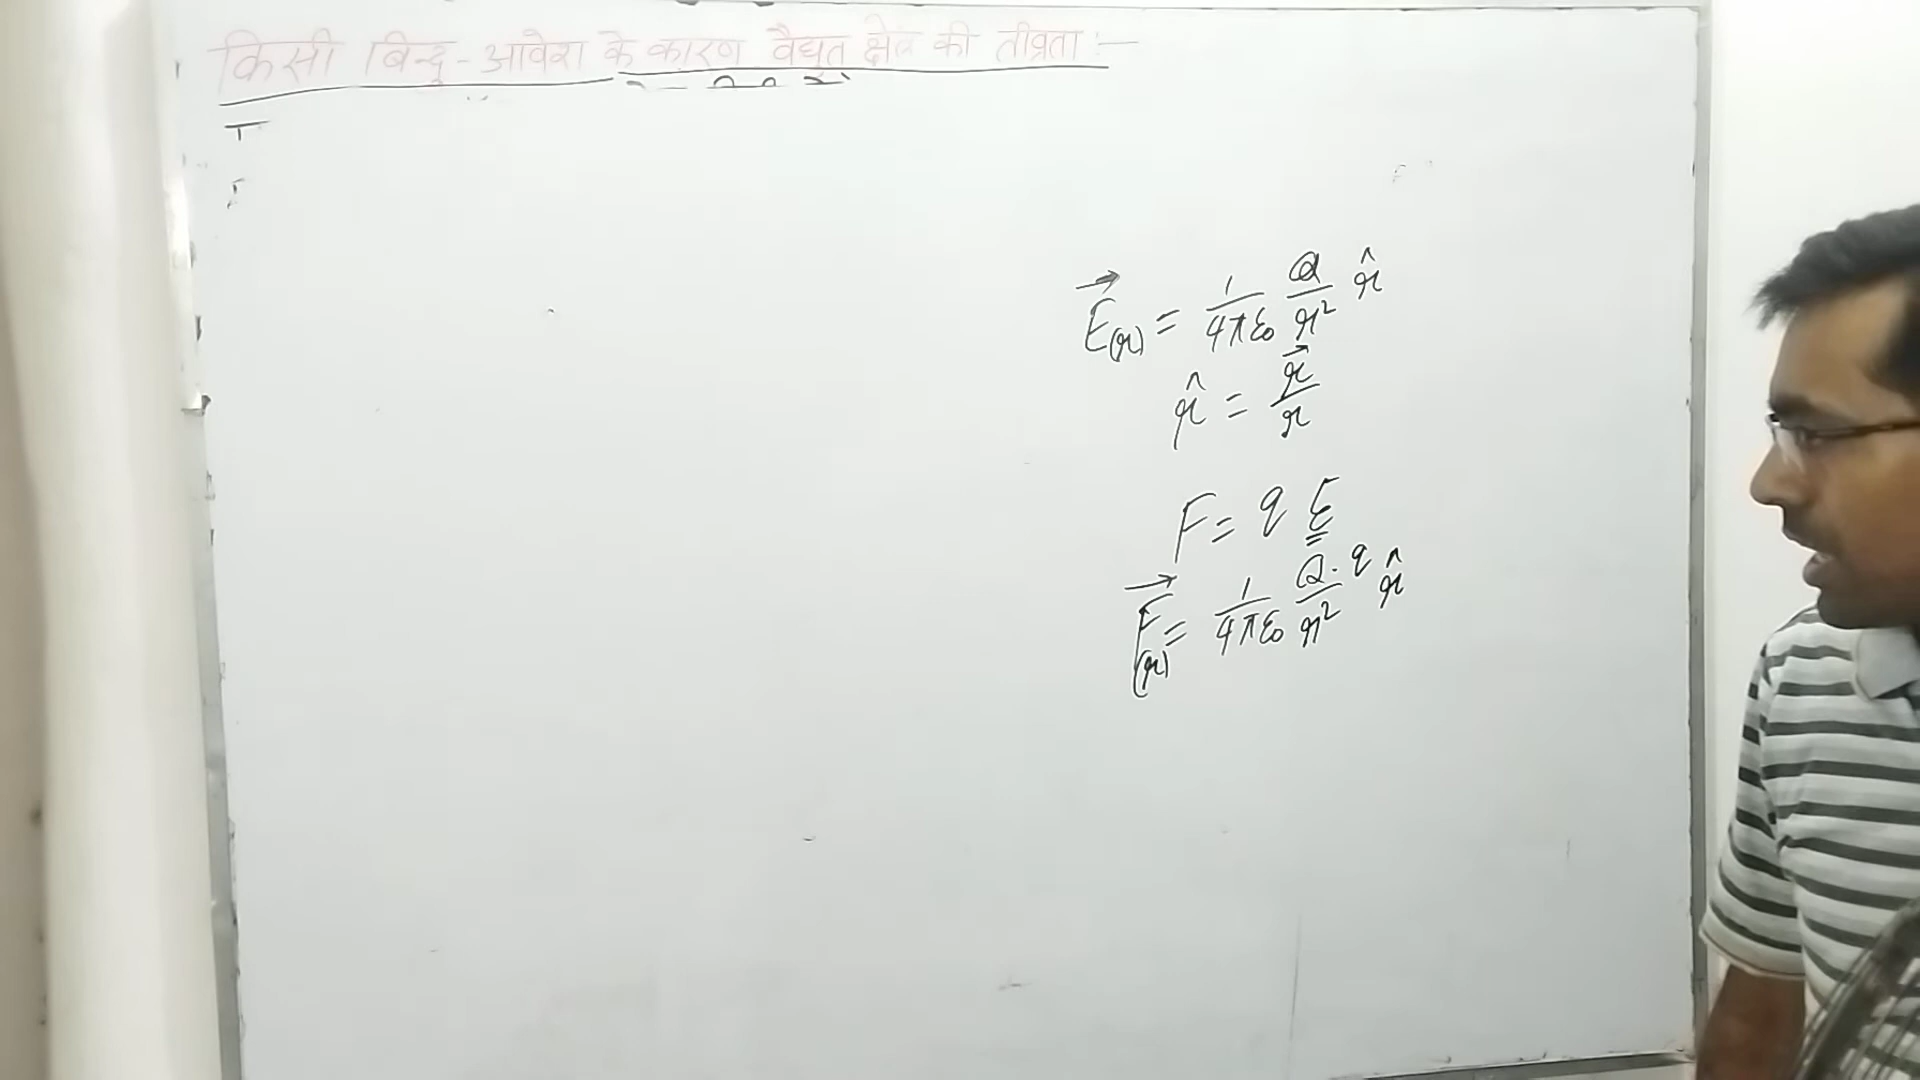 किसी बिन्दु-आवेश के कारण वैद्युत क्षेत्र की तीव्रता :-
E⃗(r) = 1/4πε₀ Q/r² r̂
r̂ = r⃗/r
F = q E
F⃗(r) = 1/4πε₀ Q.q/r² r̂